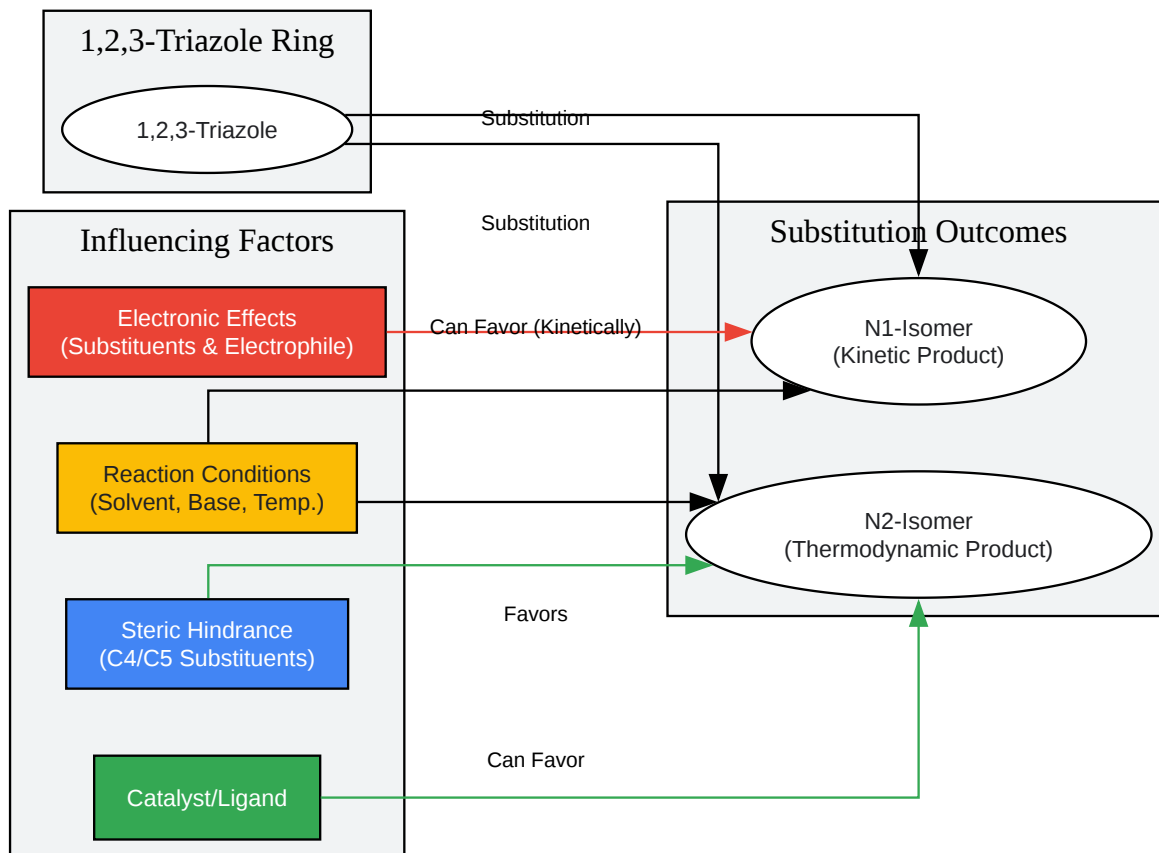 1,2,3-Triazole Ring
1,2,3-Triazole
Substitution
Substitution
Influencing Factors
Substitution Outcomes
Electronic Effects
(Substituents & Electrophile)
Can Favor (Kinetically)
N1-Isomer
(Kinetic Product)
Reaction Conditions
(Solvent, Base, Temp.)
N2-Isomer
(Thermodynamic Product)
Steric Hindrance
(C4/C5 Substituents)
Favors
Can Favor
Catalyst/Ligand